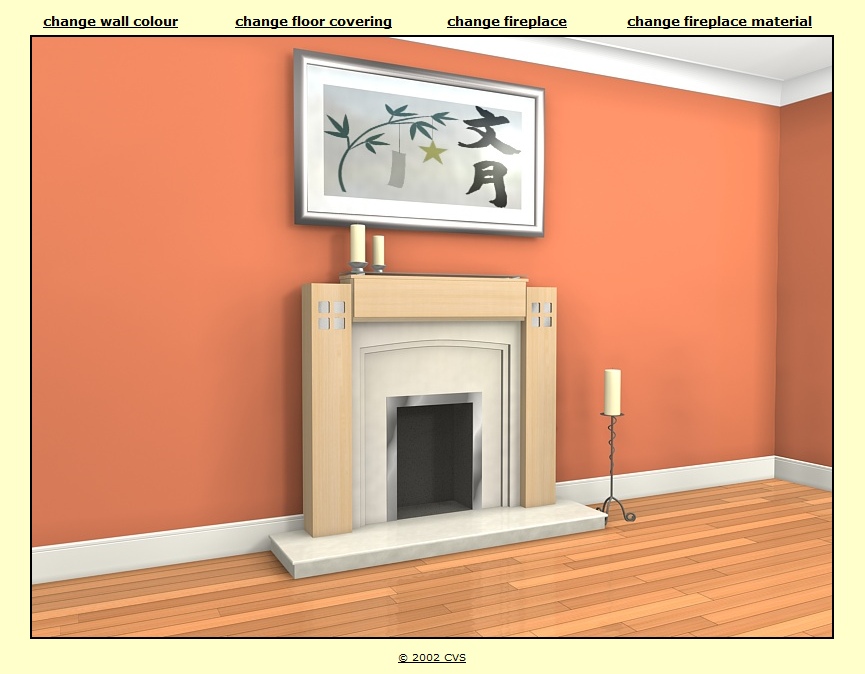 change wall colour
change floor covering
change fireplace
change fireplace material
文
月
© 2002 CVS